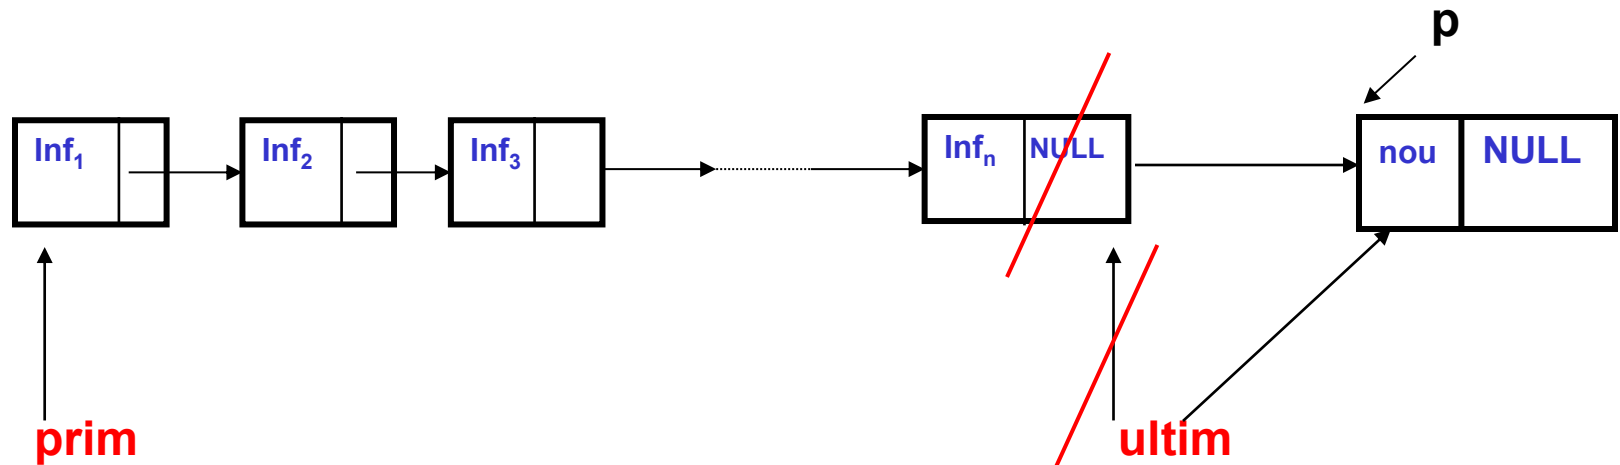 p
Inf₁ Inf₂ Inf₃ Infₙ NULL nou NULL
prim ultim